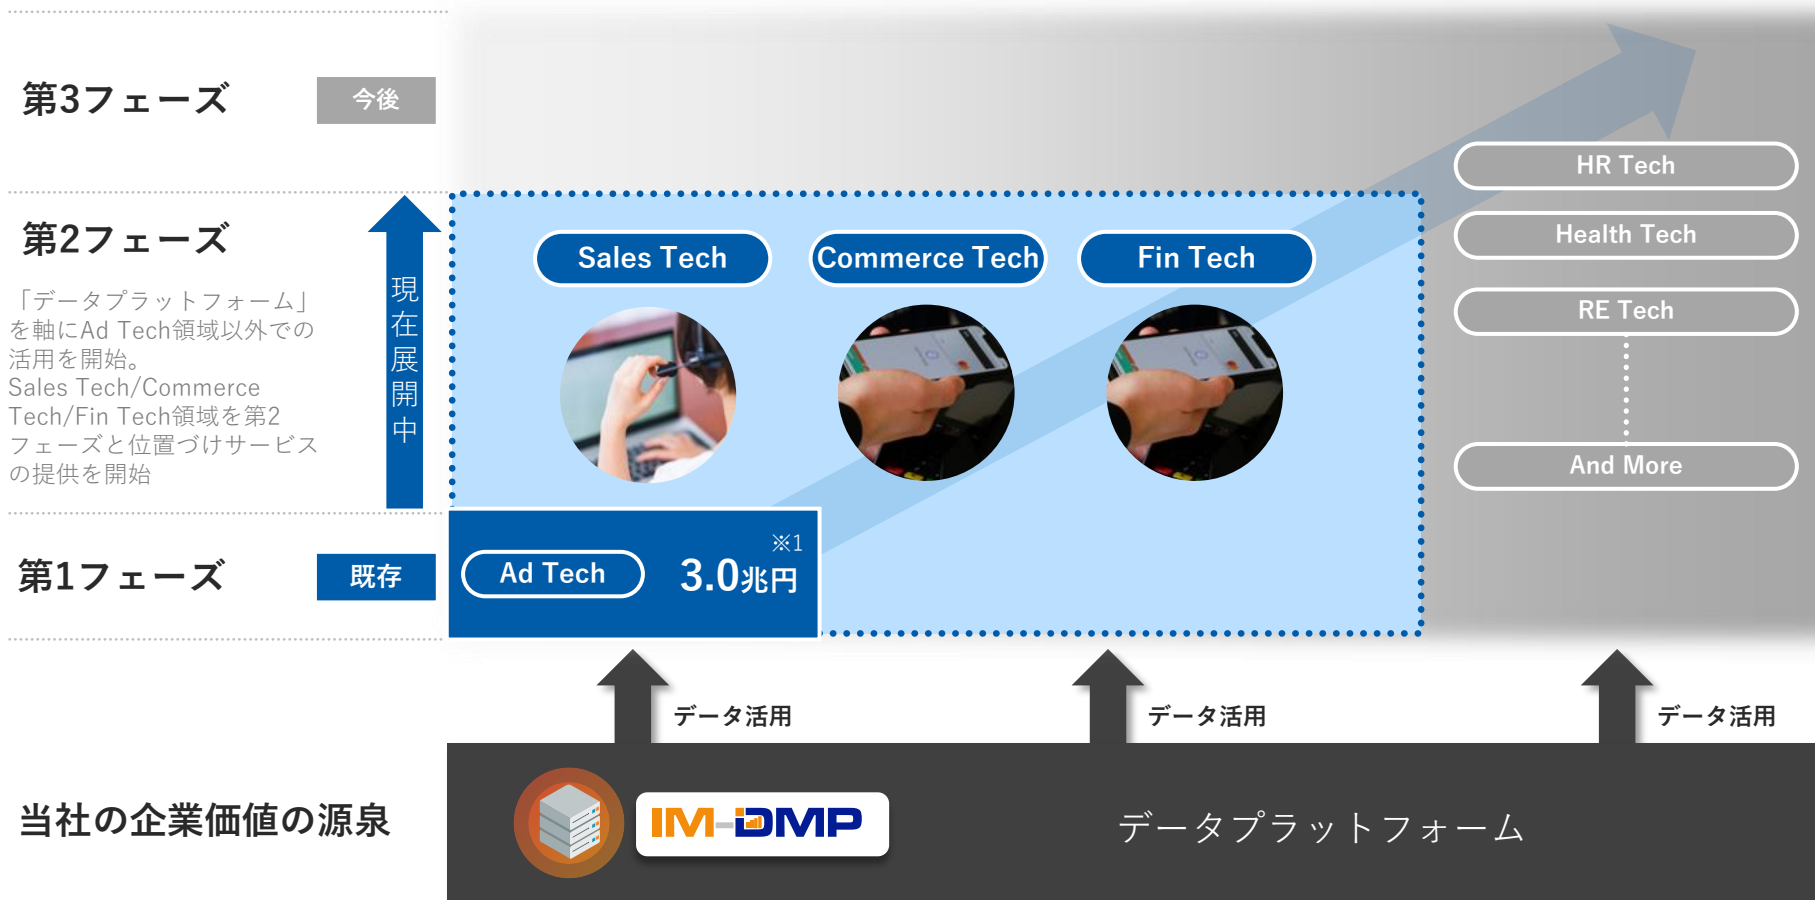 第3フェーズ
今後
HR Tech
Health Tech
RE Tech
And More
第2フェーズ
「データプラットフォーム」
を軸にAd Tech領域以外での
活用を開始。
Sales Tech/Commerce
Tech/Fin Tech領域を第2
フェーズと位置づけサービス
の提供を開始
現在展開中
Sales Tech
Commerce Tech
Fin Tech
第1フェーズ
既存
Ad Tech
※1
3.0兆円
データ活用
データ活用
データ活用
当社の企業価値の源泉
IM-DMP
データプラットフォーム